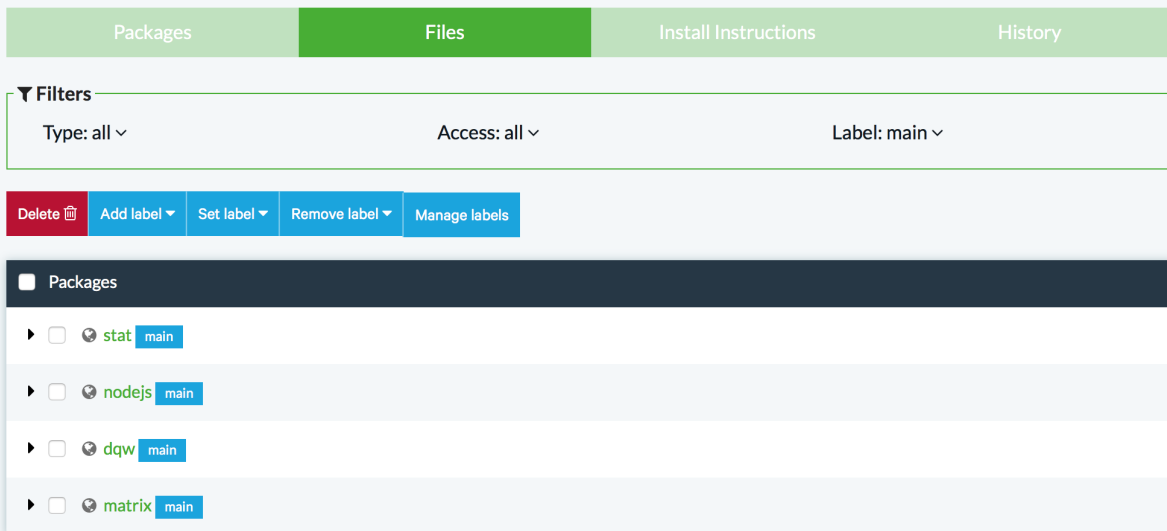 Packages Files Install Instructions History
Filters
Type: all Access: all Label: main
Delete Add label Set label Remove label Manage labels
Packages
stat main
nodejs main
dqw main
matrix main